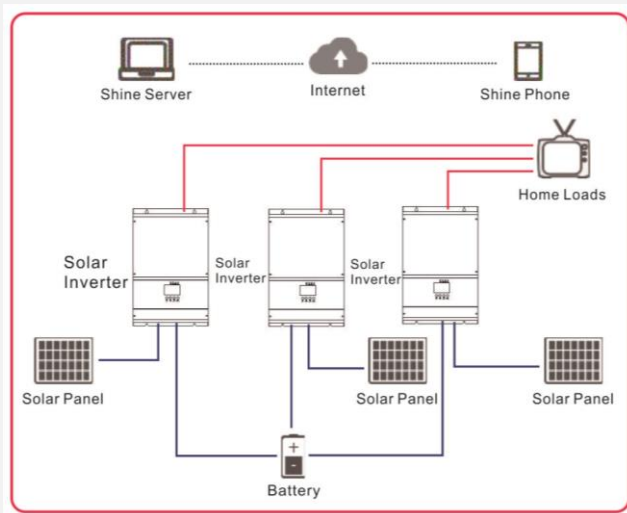 Shine Server
Internet
Shine Phone
Home Loads
Solar
Inverter
Solar
Inverter
Solar
Inverter
Solar Panel
Solar Panel
Solar Panel
+
-
Battery